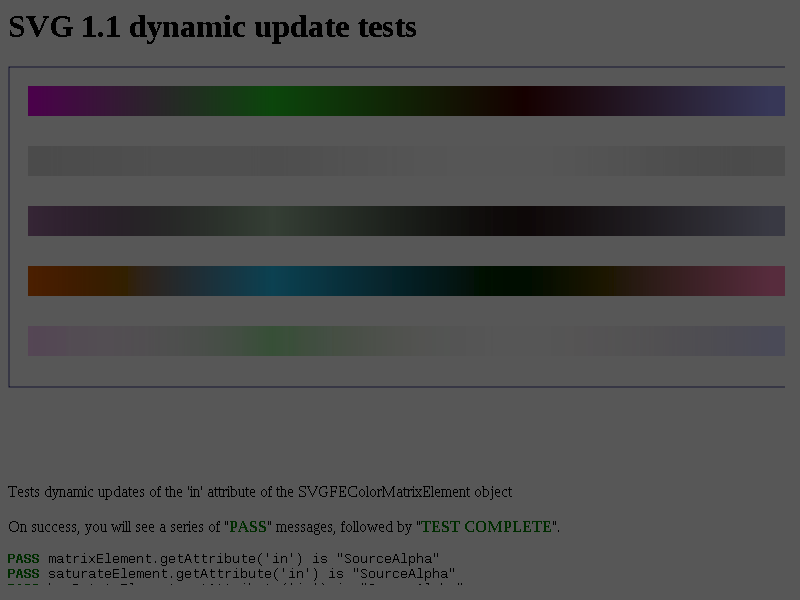 SVG 1.1 dynamic update tests
Tests dynamic updates of the 'in' attribute of the SVGFEColorMatrixElement object
On success, you will see a series of "PASS" messages, followed by "TEST COMPLETE".
PASS matrixElement.getAttribute('in') is "SourceAlpha"
PASS saturateElement.getAttribute('in') is "SourceAlpha"